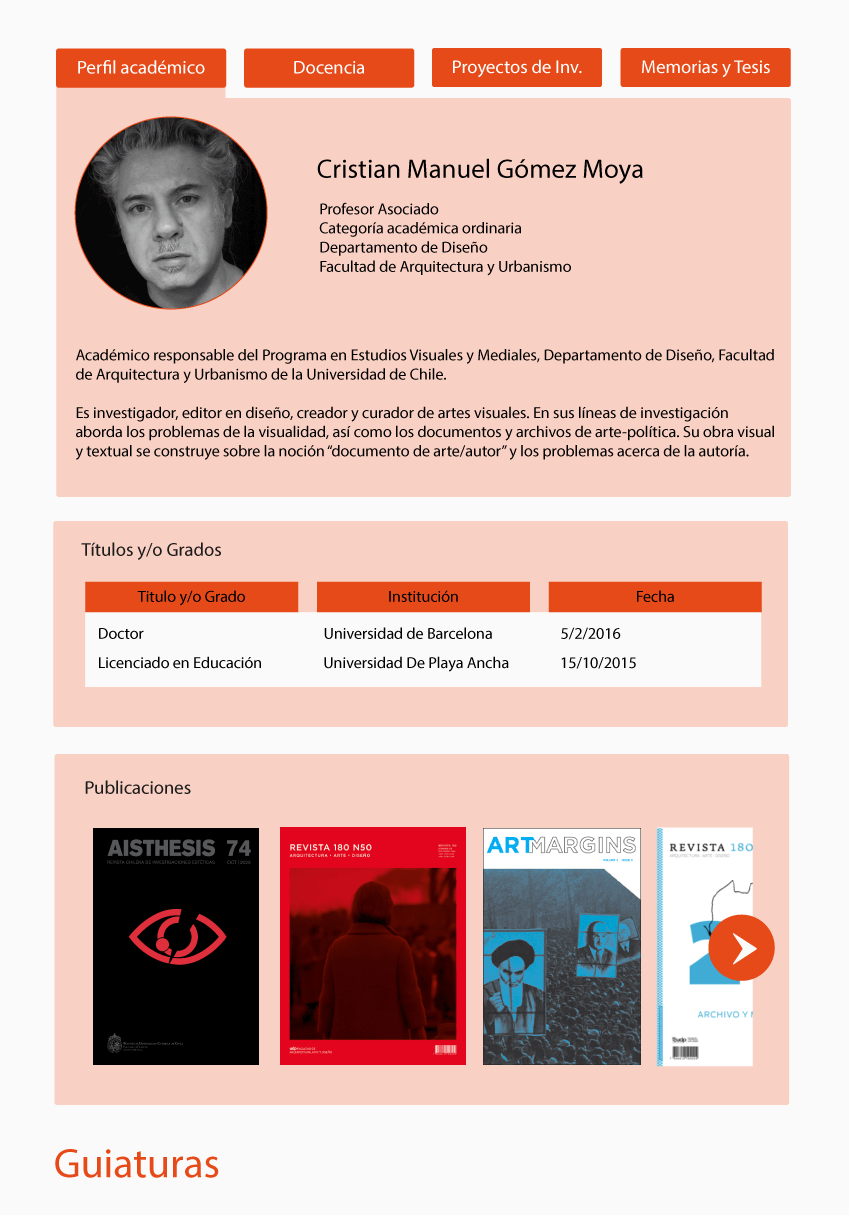 Perfil académico
Docencia
Proyectos de Inv.
Memorias y Tesis
Cristian Manuel Gómez Moya
Profesor Asociado
Categoría académica ordinaria
Departamento de Diseño
Facultad de Arquitectura y Urbanismo
Académico responsable del Programa en Estudios Visuales y Mediales, Departamento de Diseño, Facultad
de Arquitectura y Urbanismo de la Universidad de Chile.
Es investigador, editor en diseño, creador y curador de artes visuales. En sus líneas de investigación
aborda los problemas de la visualidad, así como los documentos y archivos de arte-política. Su obra visual
y textual se construye sobre la noción “documento de arte/autor” y los problemas acerca de la autoría.
Títulos y/o Grados
Titulo y/o Grado
Institución
Fecha
Doctor
Universidad de Barcelona
5/2/2016
Licenciado en Educación
Universidad De Playa Ancha
15/10/2015
Publicaciones
AISTHESIS 74
REVISTA CHILENA DE INVESTIGACIONES ESTÉTICAS
REVISTA 180 N50
ARQUITECTURA • ARTE • DISEÑO
ARTMARGINS
REVISTA 180
ARQUITECTURA ARTE DISEÑO
2
ARCHIVO Y
Guiaturas